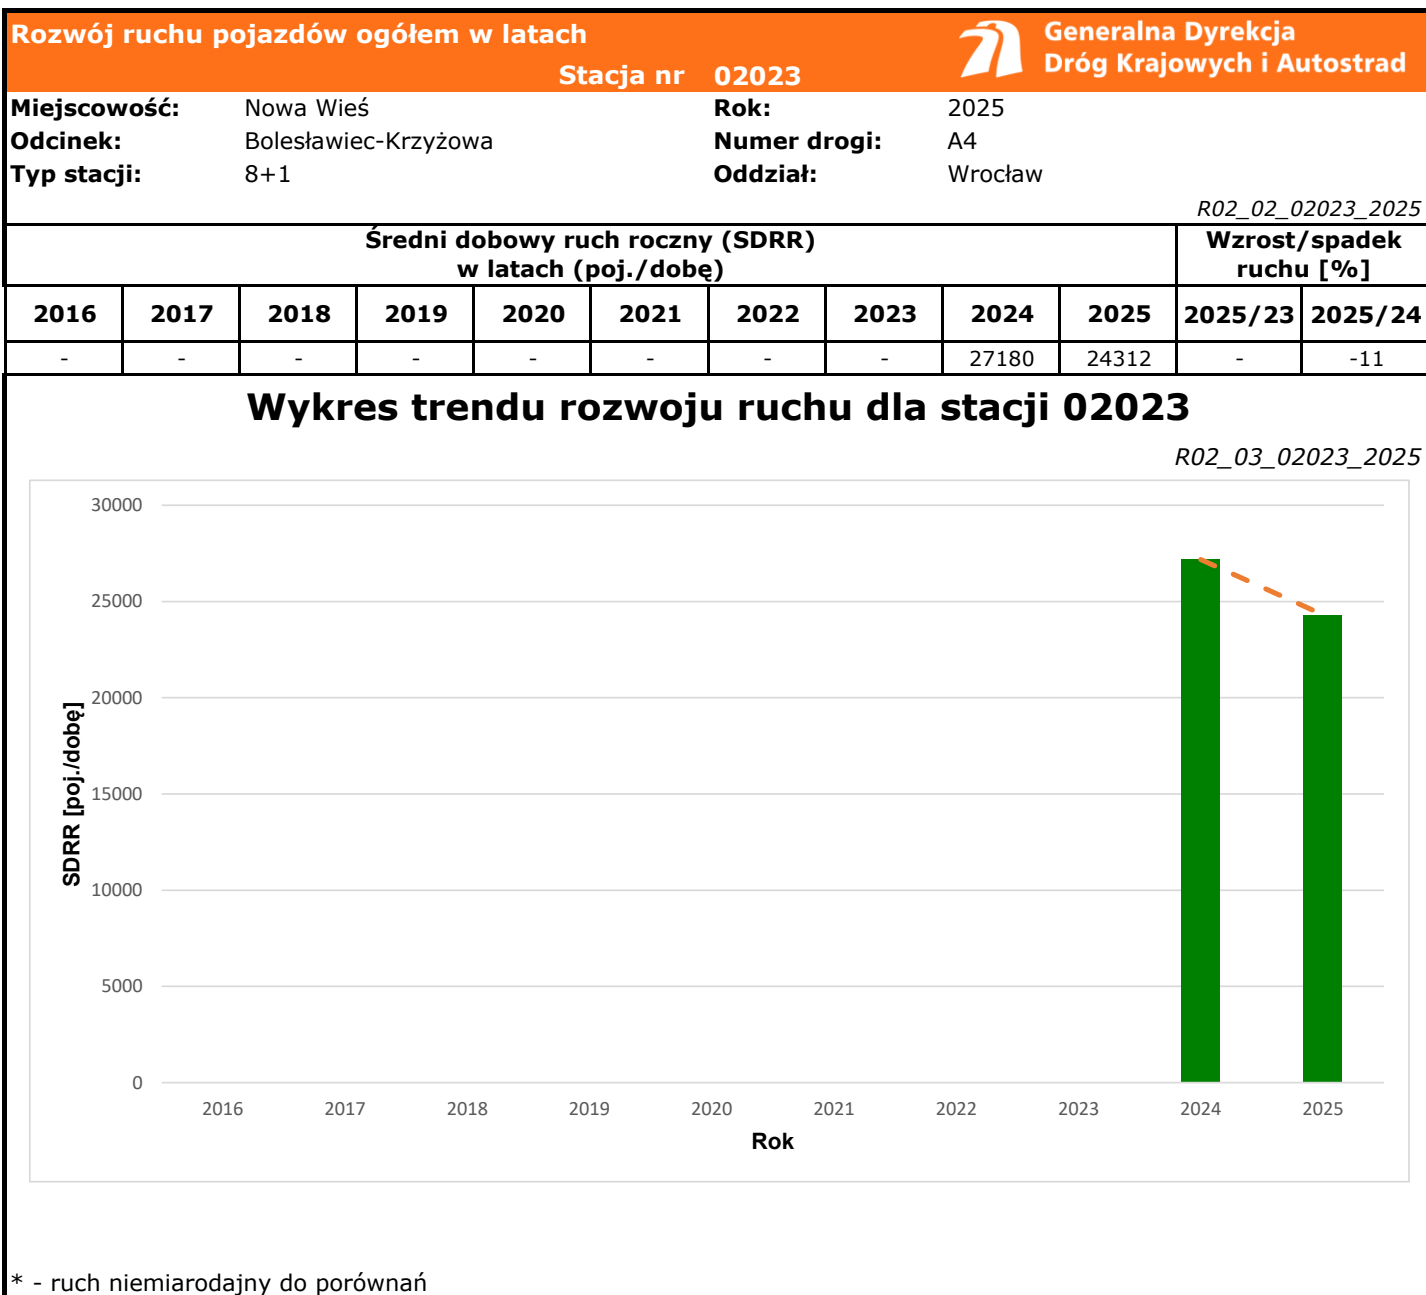 Rozwój ruchu pojazdów ogółem w latach
Generalna Dyrekcja
Dróg Krajowych i Autostrad
Stacja nr 02023
Miejscowość: Nowa Wieś Rok: 2025
Odcinek: Bolesławiec-Krzyżowa Numer drogi: A4
Typ stacji: 8+1 Oddział: Wrocław
R02_02_02023_2025
Średni dobowy ruch roczny (SDRR)
w latach (poj./dobę)
Wzrost/spadek
ruchu [%]
2016 2017 2018 2019 2020 2021 2022 2023 2024 2025 2025/23 2025/24
- - - - - - - - 27180 24312 - -11
Wykres trendu rozwoju ruchu dla stacji 02023
R02_03_02023_2025
30000
25000
20000
15000
10000
5000
0
SDRR [poj./dobę]
2016 2017 2018 2019 2020 2021 2022 2023 2024 2025
Rok
* - ruch niemiarodajny do porównań